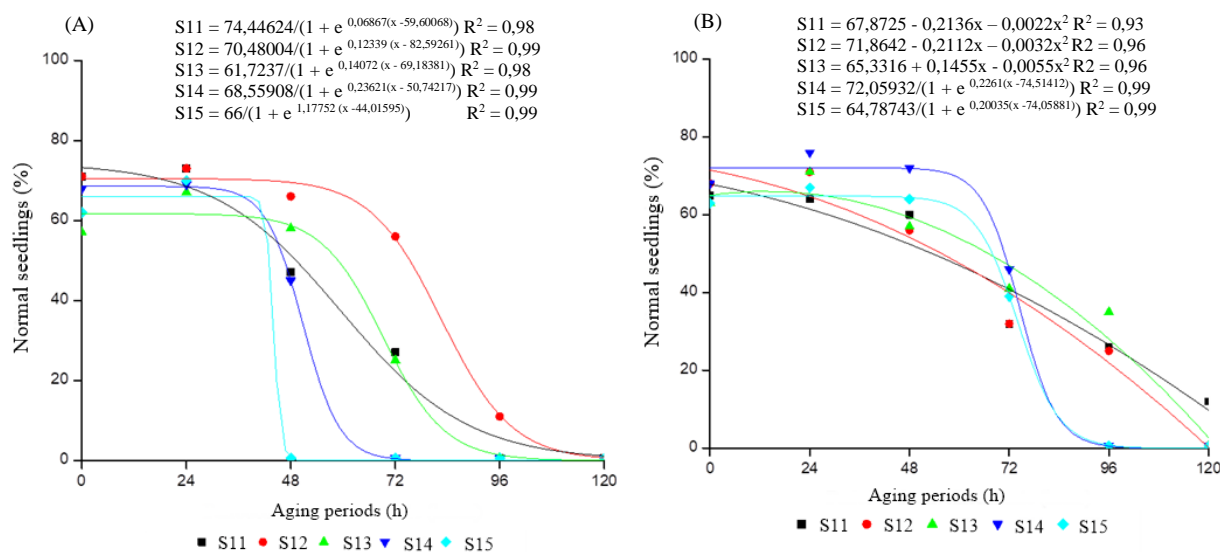 (A)
S11 = 74,44624/(1 + e 0,06867(x -59,60068) R2 = 0,98
S12 = 70,48004/(1 + e 0,12339 (x - 82,59261) R2 = 0,99
S13 = 61,7237/(1 + e 0,14072 (x - 69,18381) R2 = 0,98
S14 = 68,55908/(1 + e 0,23621(x - 50,74217) R2 = 0,99
S15 = 66/(1 + e 1,17752 (x -44,01595) ) R2 = 0,99
Normal seedlings (%)
100
80
60
40
20
0
0 24 48 72 96 120
Aging periods (h)
S11 S12 S13 S14 S15
(B)
S11 = 67,8725 - 0,2136x – 0,0022x2 R2 = 0,93
S12 = 71,8642 - 0,2112x – 0,0032x2 R2 = 0,96
S13 = 65,3316 + 0,1455x - 0,0055x2 R2 = 0,96
S14 = 72,05932/(1 + e 0,2261(x -74,51412) R2 = 0,99
S15 = 64,78743/(1 + e 0,20035(x -74,05881) R2 = 0,99
Normal seedlings (%)
100
80
60
40
20
0
0 24 48 72 96 120
Aging periods (h)
S11 S12 S13 S14 S15